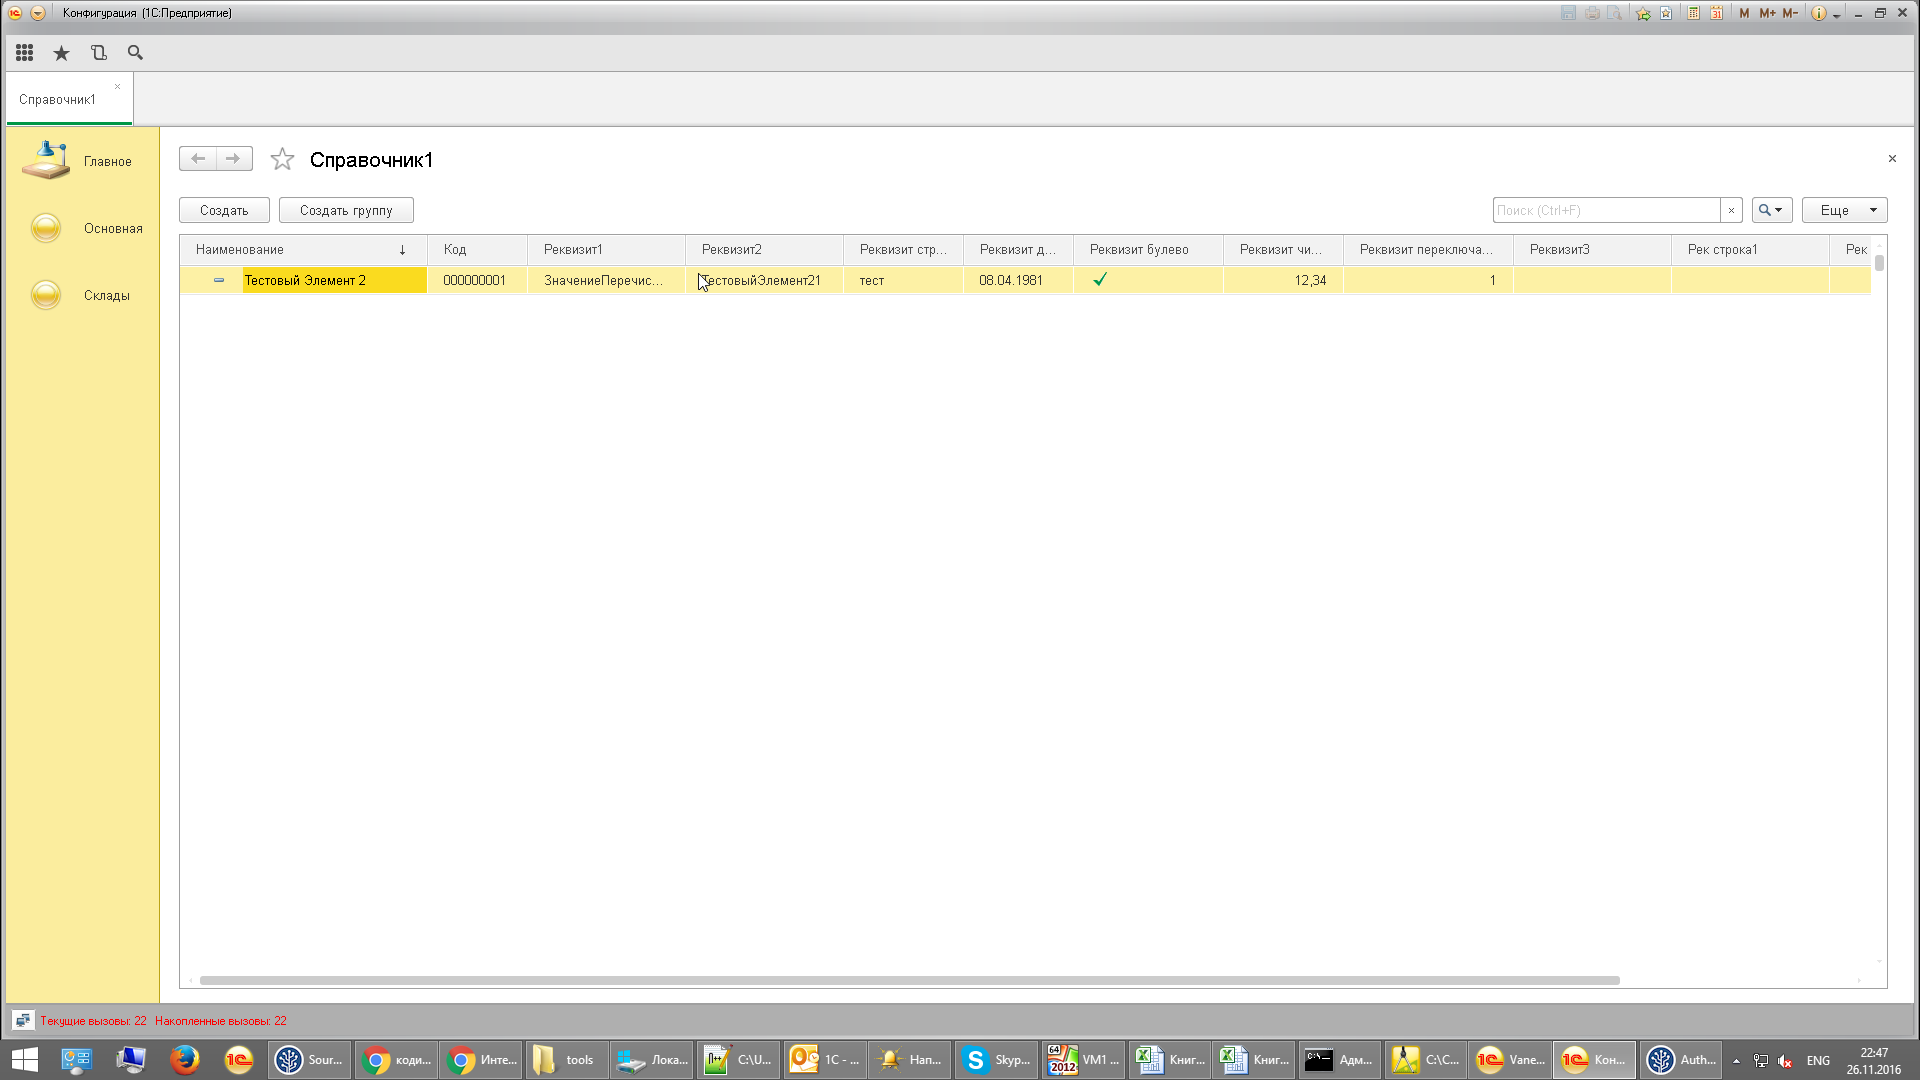 Конфигурация (1С:Предприятие)
M M+ M-
Справочник1
Главное
Основная
Склады
Справочник1
Создать Создать группу Поиск (Ctrl+F) Еще
Наименование ↓ Код Реквизит1 Реквизит2 Реквизит стр... Реквизит д... Реквизит булево Реквизит чи... Реквизит переключа... Реквизит3 Рек строка1 Рек
Тестовый Элемент 2 000000001 ЗначениеПеречис... ТестовыйЭлемент21 тест 08.04.1981 12,34 1
Текущие вызовы: 22 Накопленные вызовы: 22
Sour... коди... Инте... tools Лока... C:\U... 1С - ... Нап... Skyp... VM1 ... Книг... Книг... Адм... C:\C... Vane... Кон... Auth... ENG 22:47
26.11.2016